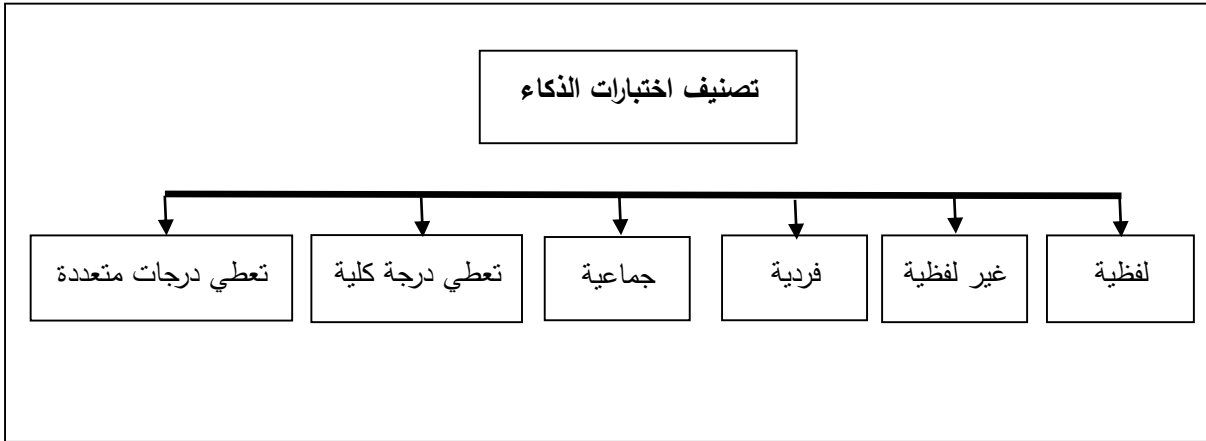 تصنيف اختبارات الذكاء
لفظية
غير لفظية
فردية
جماعية
تعطي درجة كلية
تعطي درجات متعددة